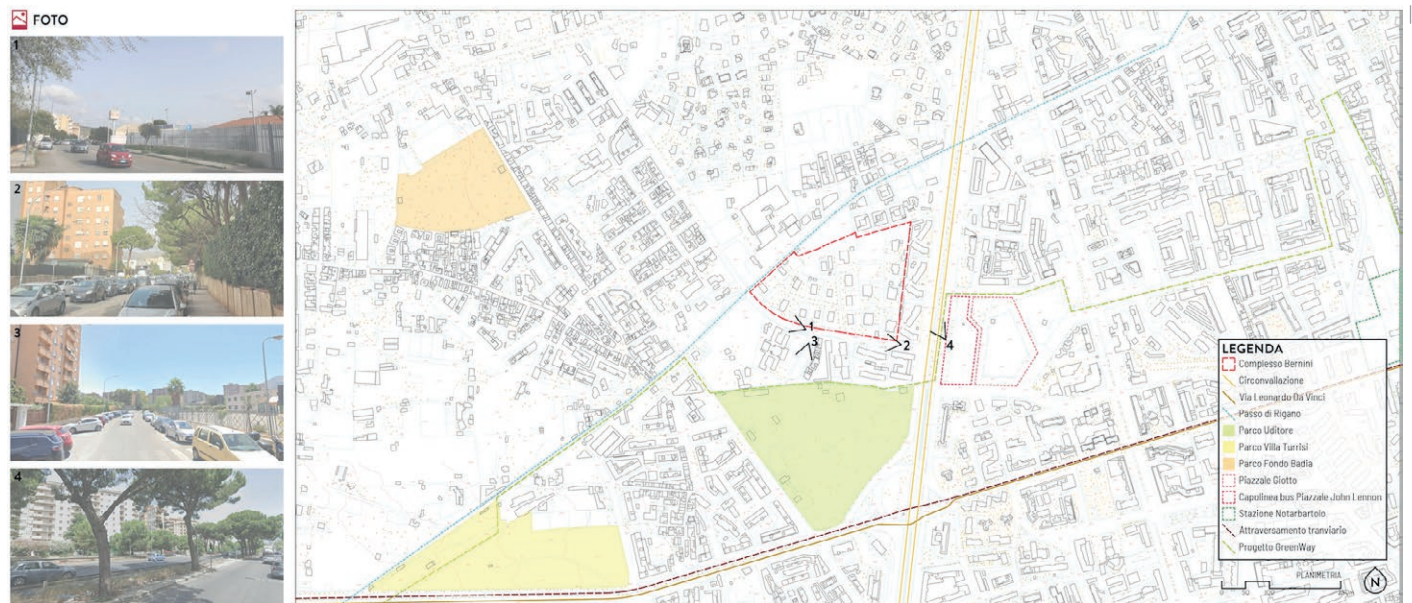 FOTO
1
2
3
4
1
3
2
4
LEGENDA
Complesso Bernini
Circonvallazione
Via Leonardo Da Vinci
Passo di Rigano
Parco Uditore
Parco Villa Turrisi
Parco Fondo Badia
Piazzale Giotto
Capolinea bus Piazzale John Lennon
Stazione Notarbartolo
Attraversamento tranviario
Progetto GreenWay
PLANIMETRIA
N